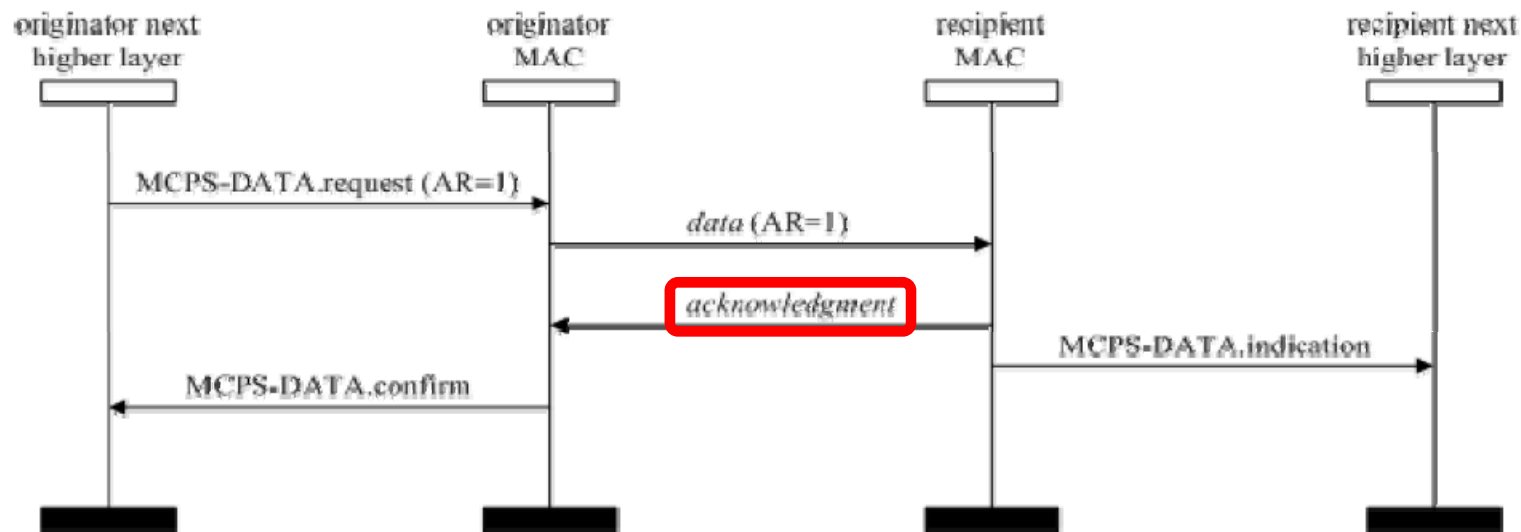 originator next
higher layer
originator
MAC
recipient
MAC
recipient next
higher layer
MCPS-DATA.request (AR=1)
data (AR=1)
acknowledgment
MCPS-DATA.indication
MCPS-DATA.confirm